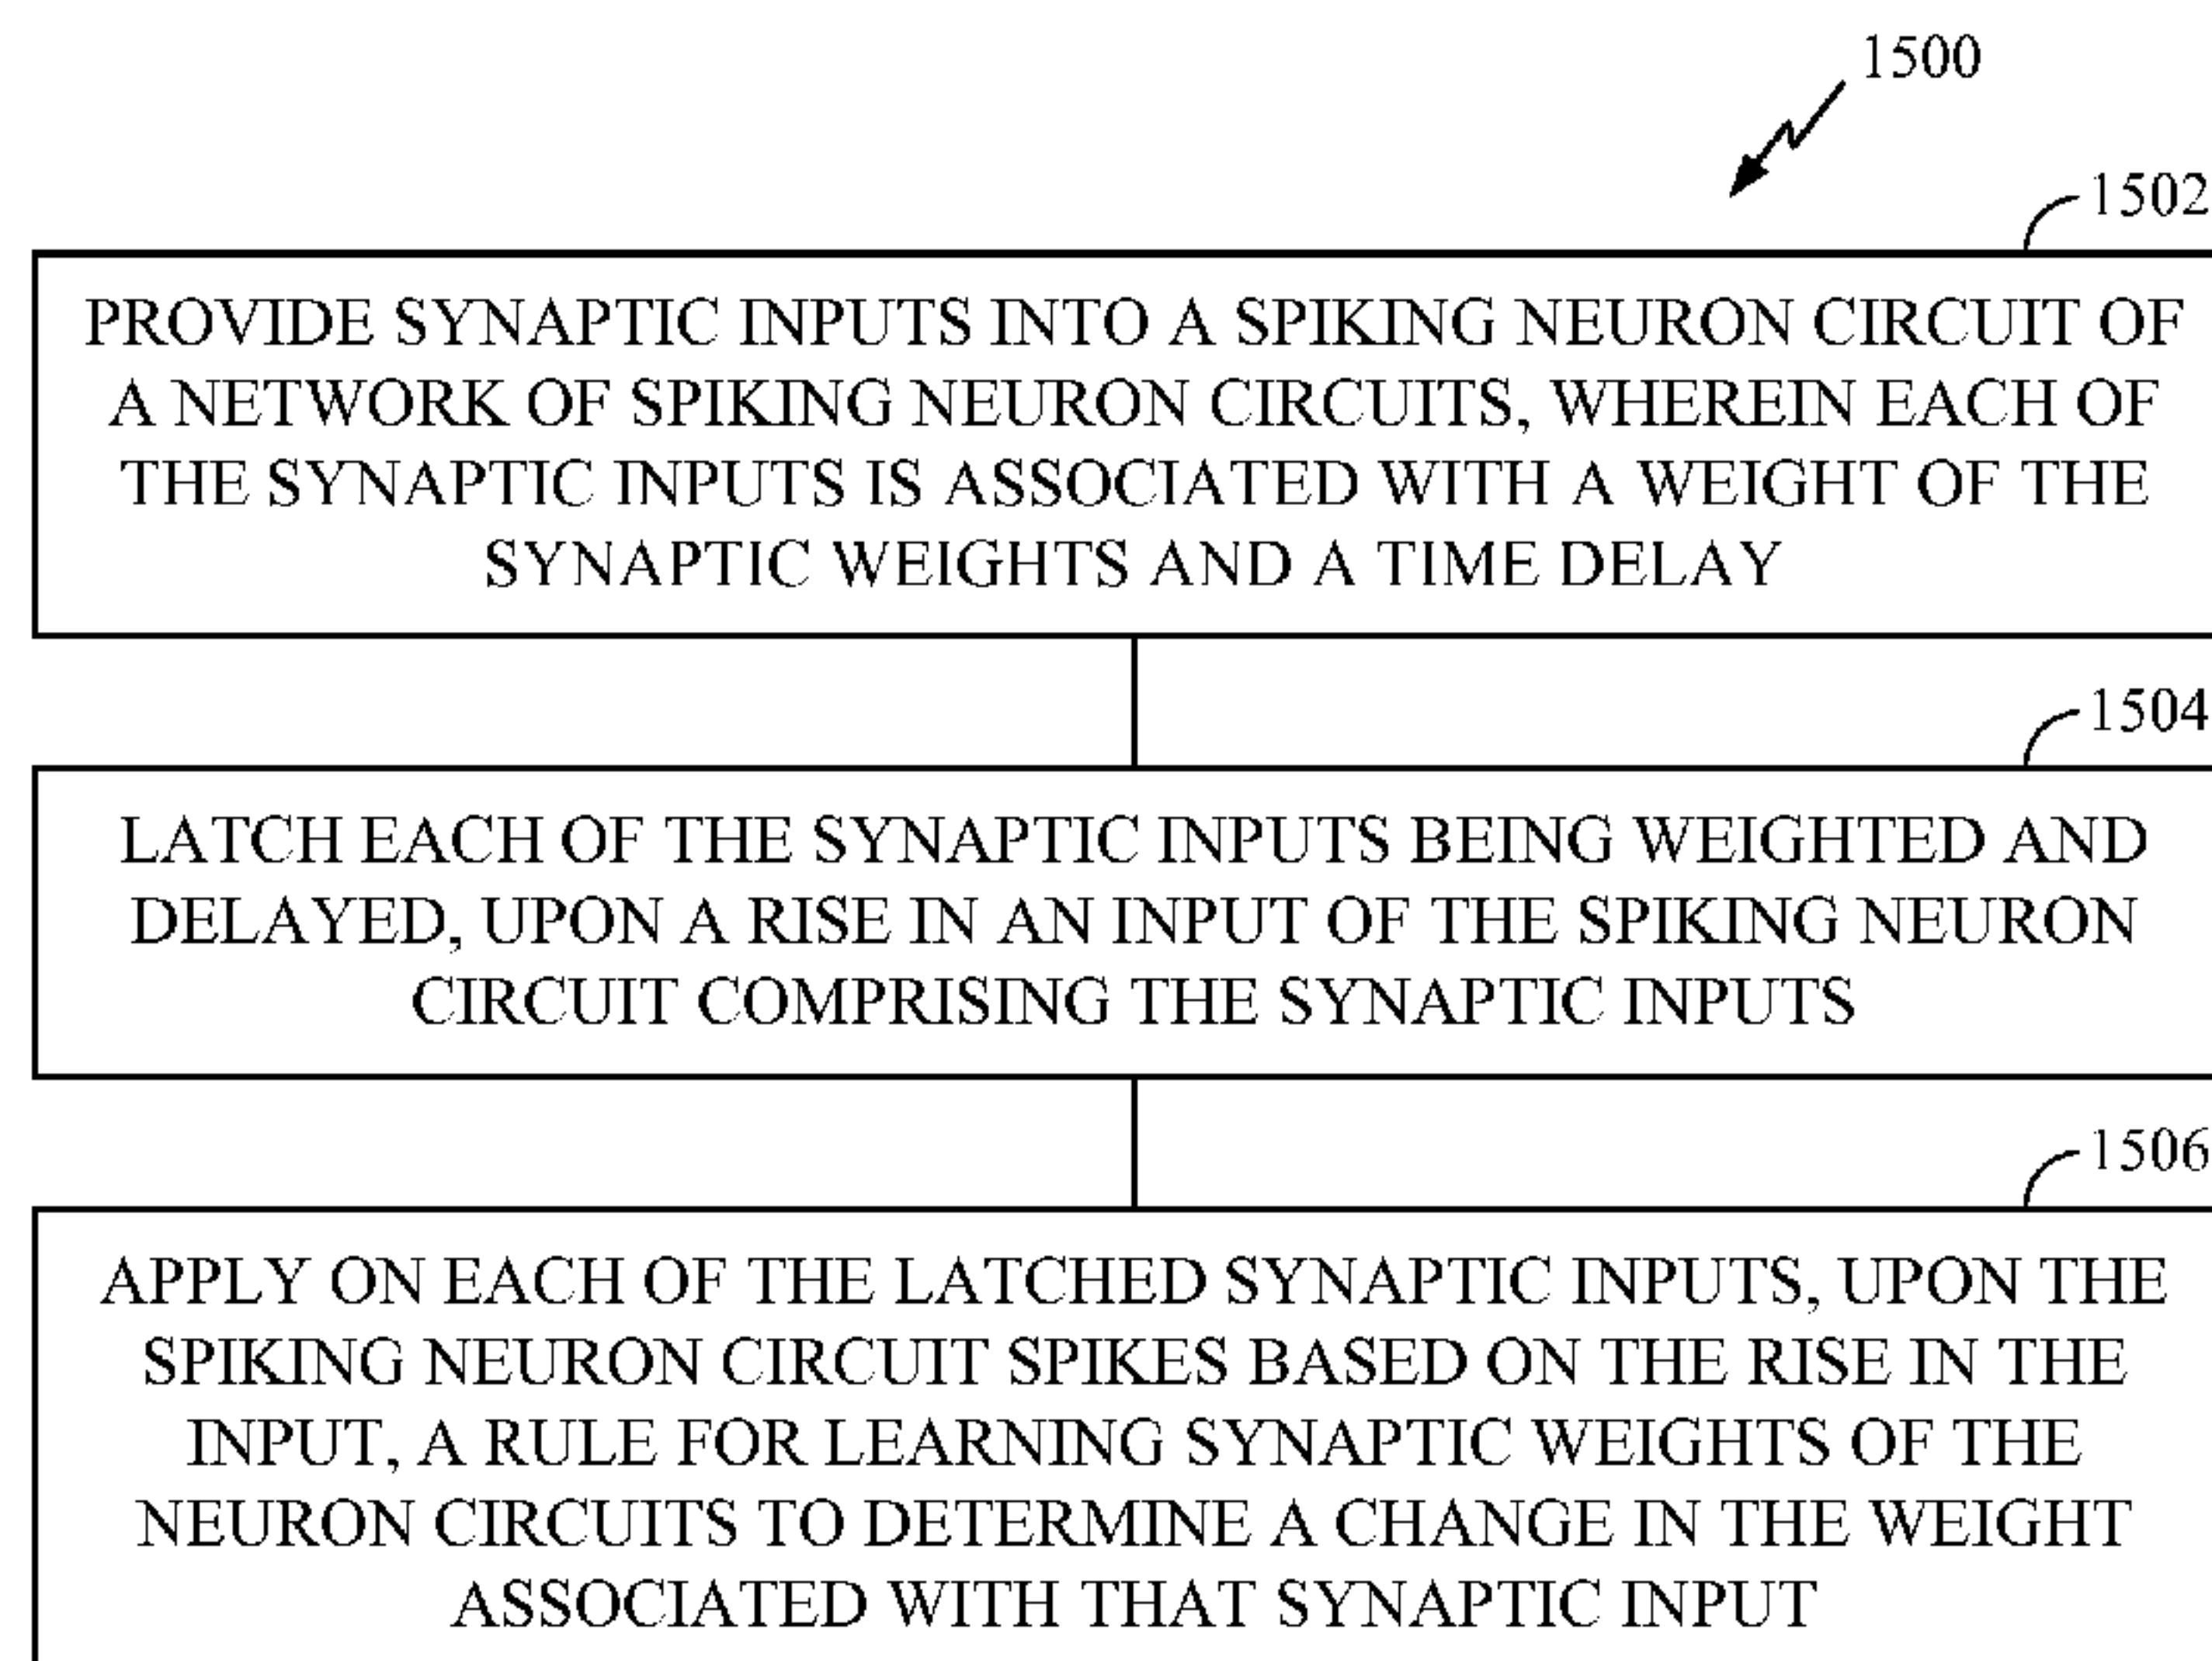 1500
1502
PROVIDE SYNAPTIC INPUTS INTO A SPIKING NEURON CIRCUIT OF
A NETWORK OF SPIKING NEURON CIRCUITS, WHEREIN EACH OF
THE SYNAPTIC INPUTS IS ASSOCIATED WITH A WEIGHT OF THE
SYNAPTIC WEIGHTS AND A TIME DELAY
1504
LATCH EACH OF THE SYNAPTIC INPUTS BEING WEIGHTED AND
DELAYED, UPON A RISE IN AN INPUT OF THE SPIKING NEURON
CIRCUIT COMPRISING THE SYNAPTIC INPUTS
1506
APPLY ON EACH OF THE LATCHED SYNAPTIC INPUTS, UPON THE
SPIKING NEURON CIRCUIT SPIKES BASED ON THE RISE IN THE
INPUT, A RULE FOR LEARNING SYNAPTIC WEIGHTS OF THE
NEURON CIRCUITS TO DETERMINE A CHANGE IN THE WEIGHT
ASSOCIATED WITH THAT SYNAPTIC INPUT